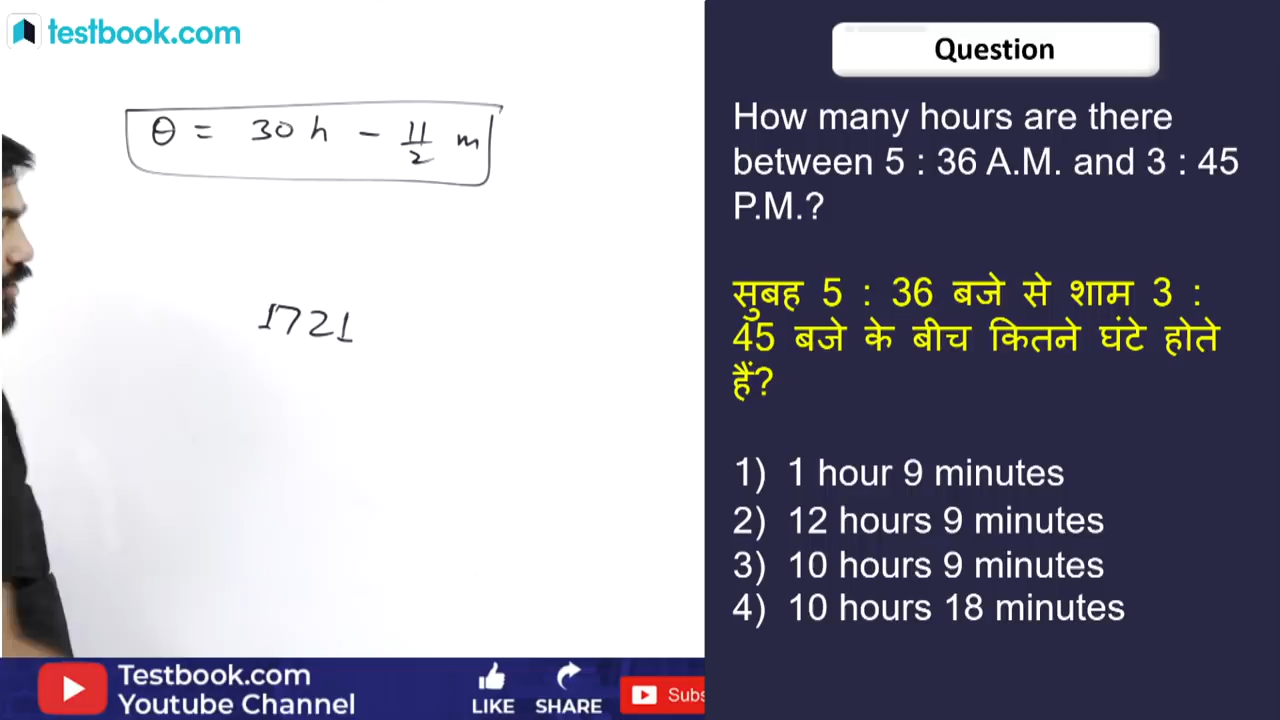 testbook.com
θ = 30 h - 11/2 m
1721
Question
How many hours are there
between 5 : 36 A.M. and 3 : 45
P.M.?
सुबह 5 : 36 बजे से शाम 3 :
45 बजे के बीच कितने घंटे होते
हैं?
1) 1 hour 9 minutes
2) 12 hours 9 minutes
3) 10 hours 9 minutes
4) 10 hours 18 minutes
Testbook.com
Youtube Channel
LIKE
SHARE
Subs